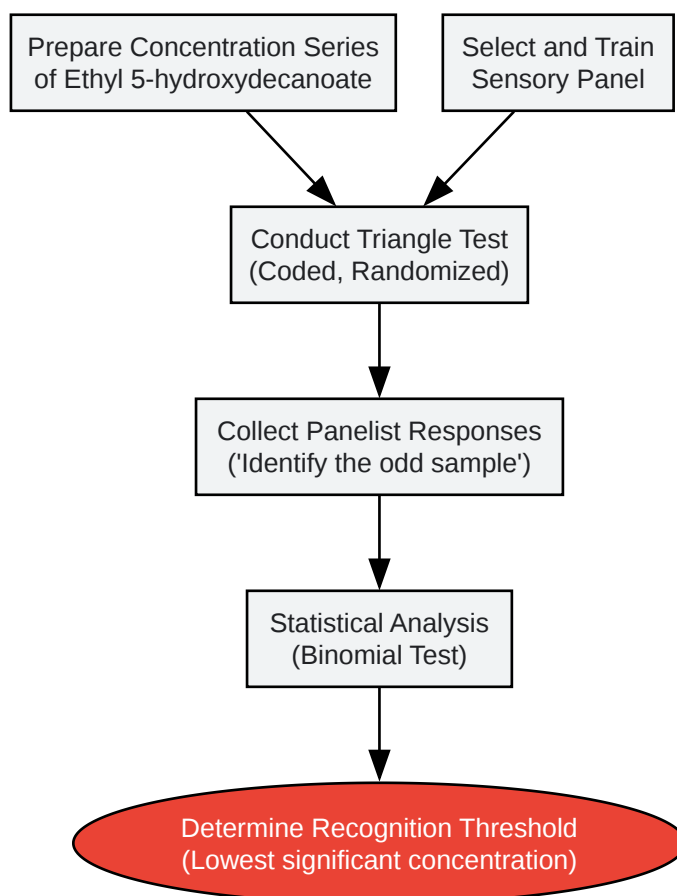 Prepare Concentration Series
of Ethyl 5-hydroxydecanoate
Select and Train
Sensory Panel
Conduct Triangle Test
(Coded, Randomized)
Collect Panelist Responses
('Identify the odd sample')
Statistical Analysis
(Binomial Test)
Determine Recognition Threshold
(Lowest significant concentration)